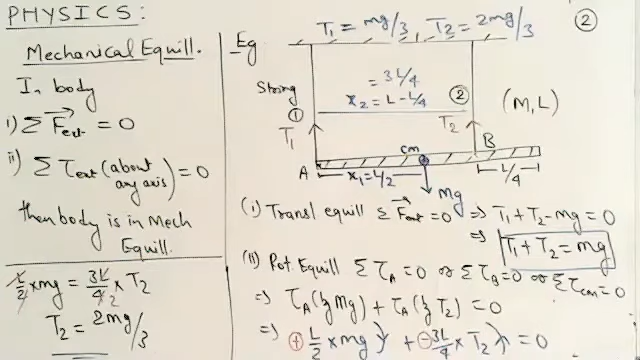 PHYSICS:
Mechanical Equill.
In body
i) Σ F⃗ext = 0
ii) Σ τext (about any axis) = 0
then body is in Mech
Equill.
L/2 × mg = 3L/4 2 × T2
T2 = 2mg/3
Eg
T1 = mg/3 T2 = 2mg/3
②
String
①
= 3L/4
x2 = L - L/4
②
(M, L)
T1
T2
cm
B
A
x1 = L/2
L/4
Mg
(i) Transl equill Σ F⃗ext = 0 ⇒ T1 + T2 - mg = 0
⇒ T1 + T2 = mg
(ii) Rot. Equill Σ τA = 0 or Σ τB = 0 or Σ τcm = 0
⇒ τA (by Mg) + τA (by T2) = 0
⇒ + L/2 × mg + - 3L/4 × T2 = 0